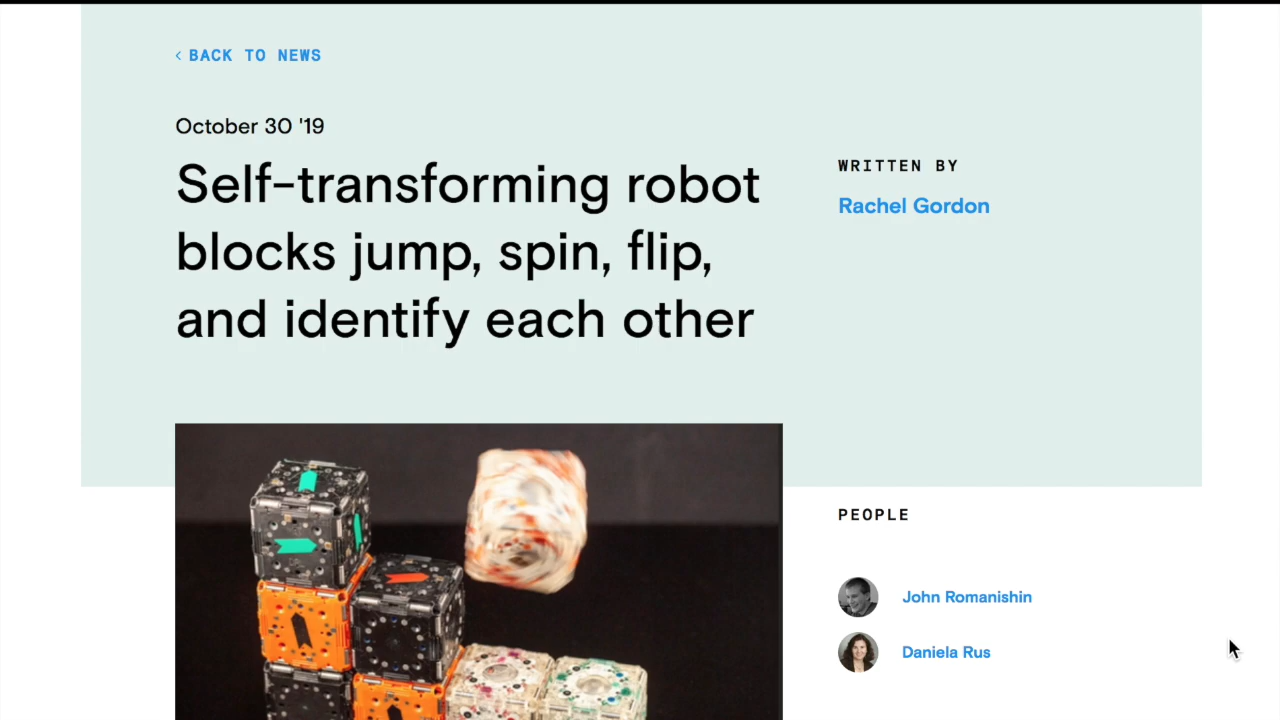 < BACK TO NEWS
October 30 '19
Self-transforming robot
blocks jump, spin, flip,
and identify each other
WRITTEN BY
Rachel Gordon
PEOPLE
John Romanishin
Daniela Rus